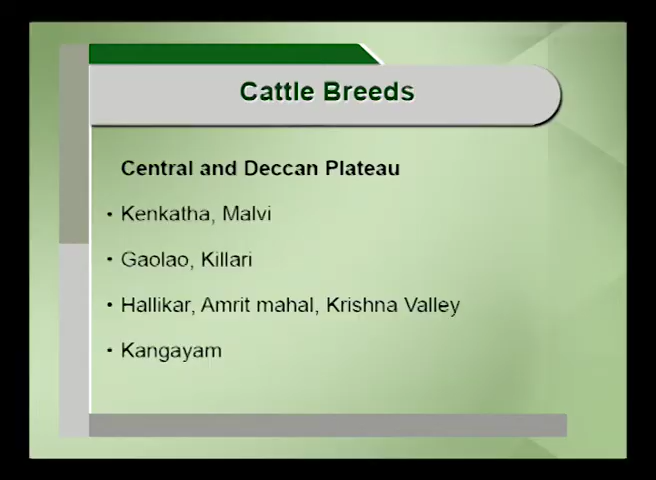 Cattle Breeds
Central and Deccan Plateau
• Kenkatha, Malvi
• Gaolao, Killari
• Hallikar, Amrit mahal, Krishna Valley
• Kangayam